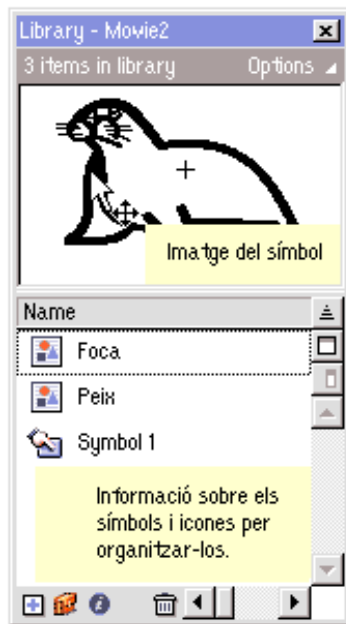 Library - Movie2
3 items in library Options
Imatge del símbol
Name
Foca
Peix
Symbol 1
Informació sobre els
símbols i icones per
organitzar-los.